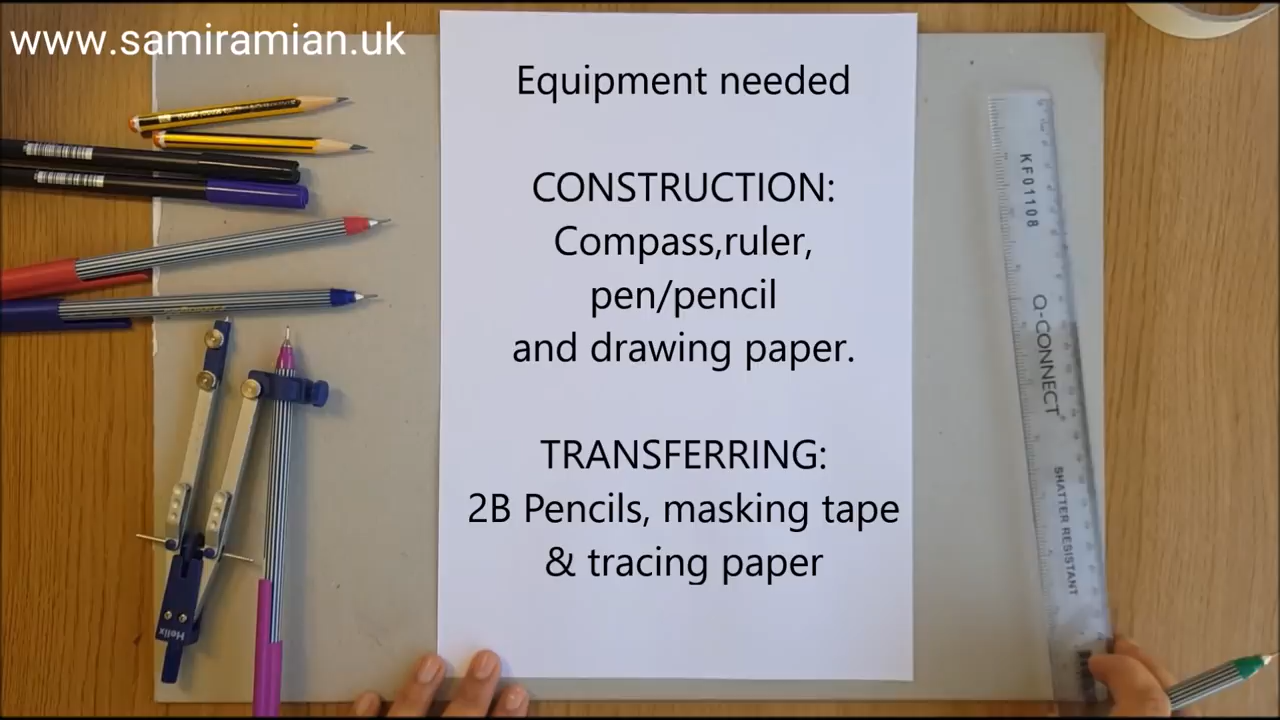 www.samiramian.uk
Equipment needed
CONSTRUCTION:
Compass,ruler,
pen/pencil
and drawing paper.
TRANSFERRING:
2B Pencils, masking tape
& tracing paper
KF01108
Q-CONNECT
SHATTER RESISTANT
Helix